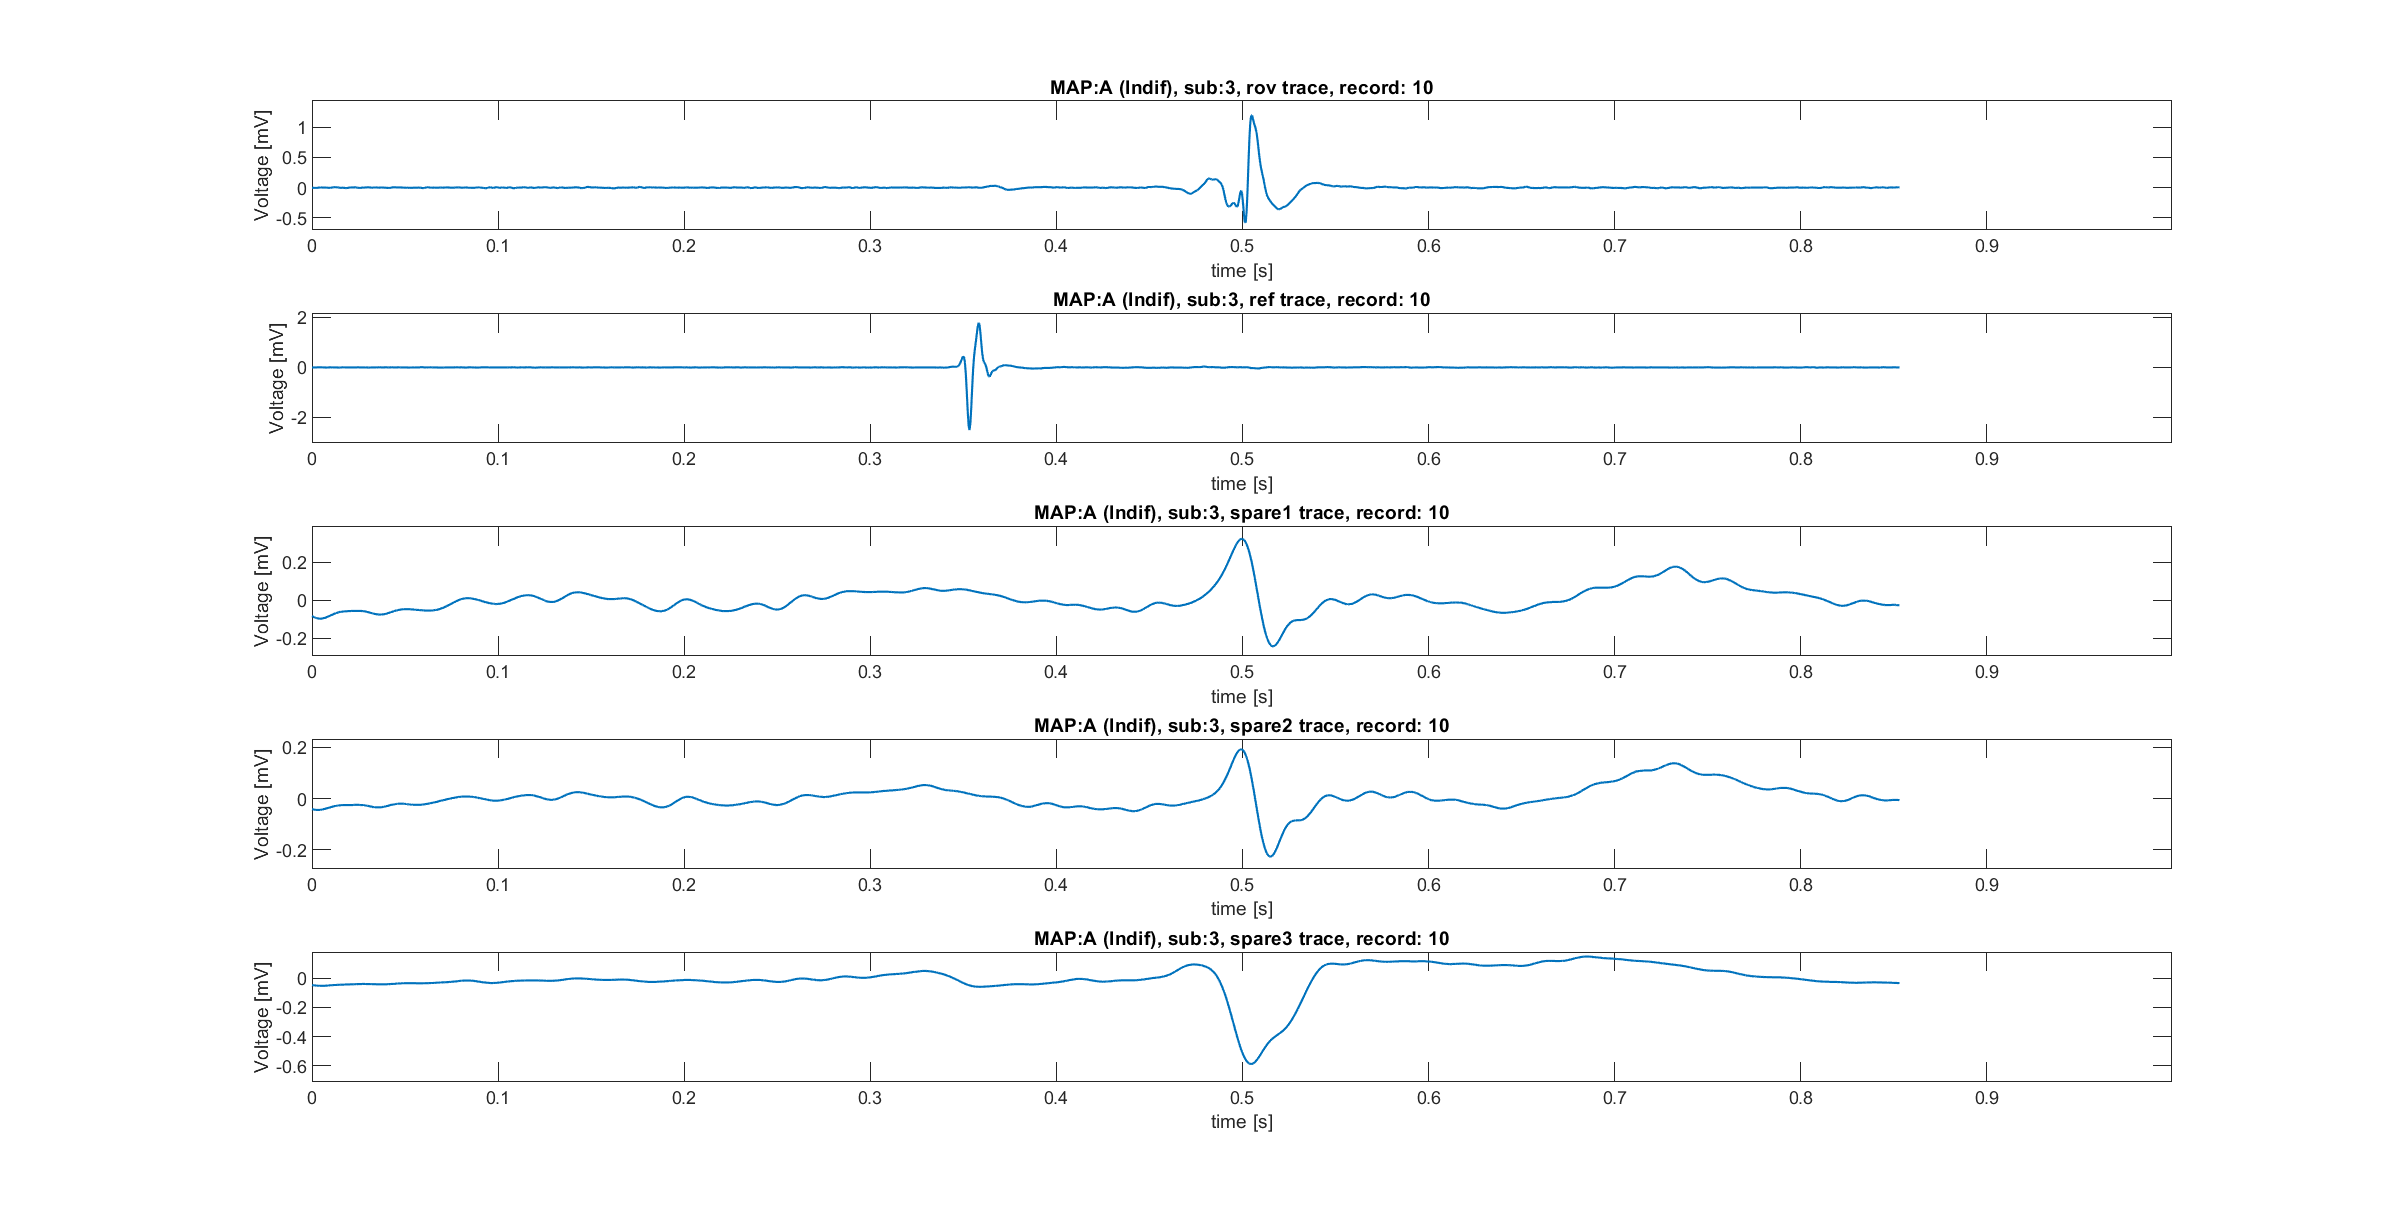 MAP:A (Indif), sub:3, rov trace, record: 10
Voltage [mV]
1
0.5
0
-0.5
0 0.1 0.2 0.3 0.4 0.5 0.6 0.7 0.8 0.9
time [s]
MAP:A (Indif), sub:3, ref trace, record: 10
Voltage [mV]
2
0
-2
0 0.1 0.2 0.3 0.4 0.5 0.6 0.7 0.8 0.9
time [s]
MAP:A (Indif), sub:3, spare1 trace, record: 10
Voltage [mV]
0.2
0
-0.2
0 0.1 0.2 0.3 0.4 0.5 0.6 0.7 0.8 0.9
time [s]
MAP:A (Indif), sub:3, spare2 trace, record: 10
Voltage [mV]
0.2
0
-0.2
0 0.1 0.2 0.3 0.4 0.5 0.6 0.7 0.8 0.9
time [s]
MAP:A (Indif), sub:3, spare3 trace, record: 10
Voltage [mV]
0
-0.2
-0.4
-0.6
0 0.1 0.2 0.3 0.4 0.5 0.6 0.7 0.8 0.9
time [s]